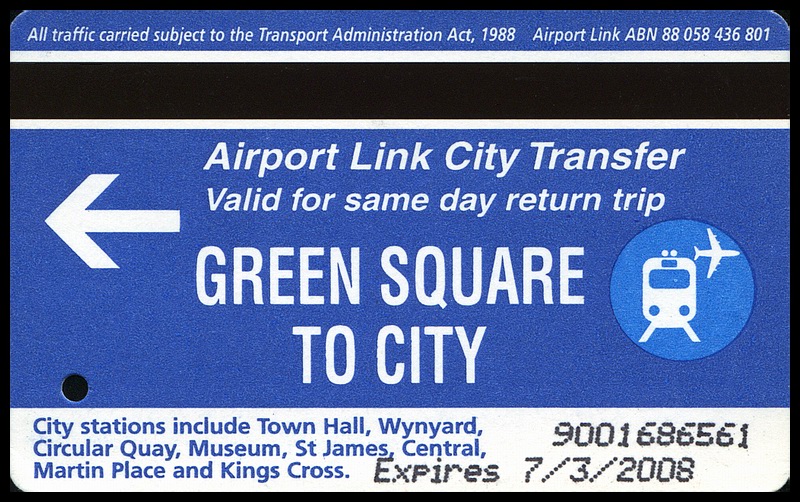 All traffic carried subject to the Transport Administration Act, 1988 Airport Link ABN 88 058 436 801
Airport Link City Transfer
Valid for same day return trip
GREEN SQUARE
TO CITY
City stations include Town Hall, Wynyard,
Circular Quay, Museum, St James, Central,
Martin Place and Kings Cross.
9001686561
Expires 7/3/2008